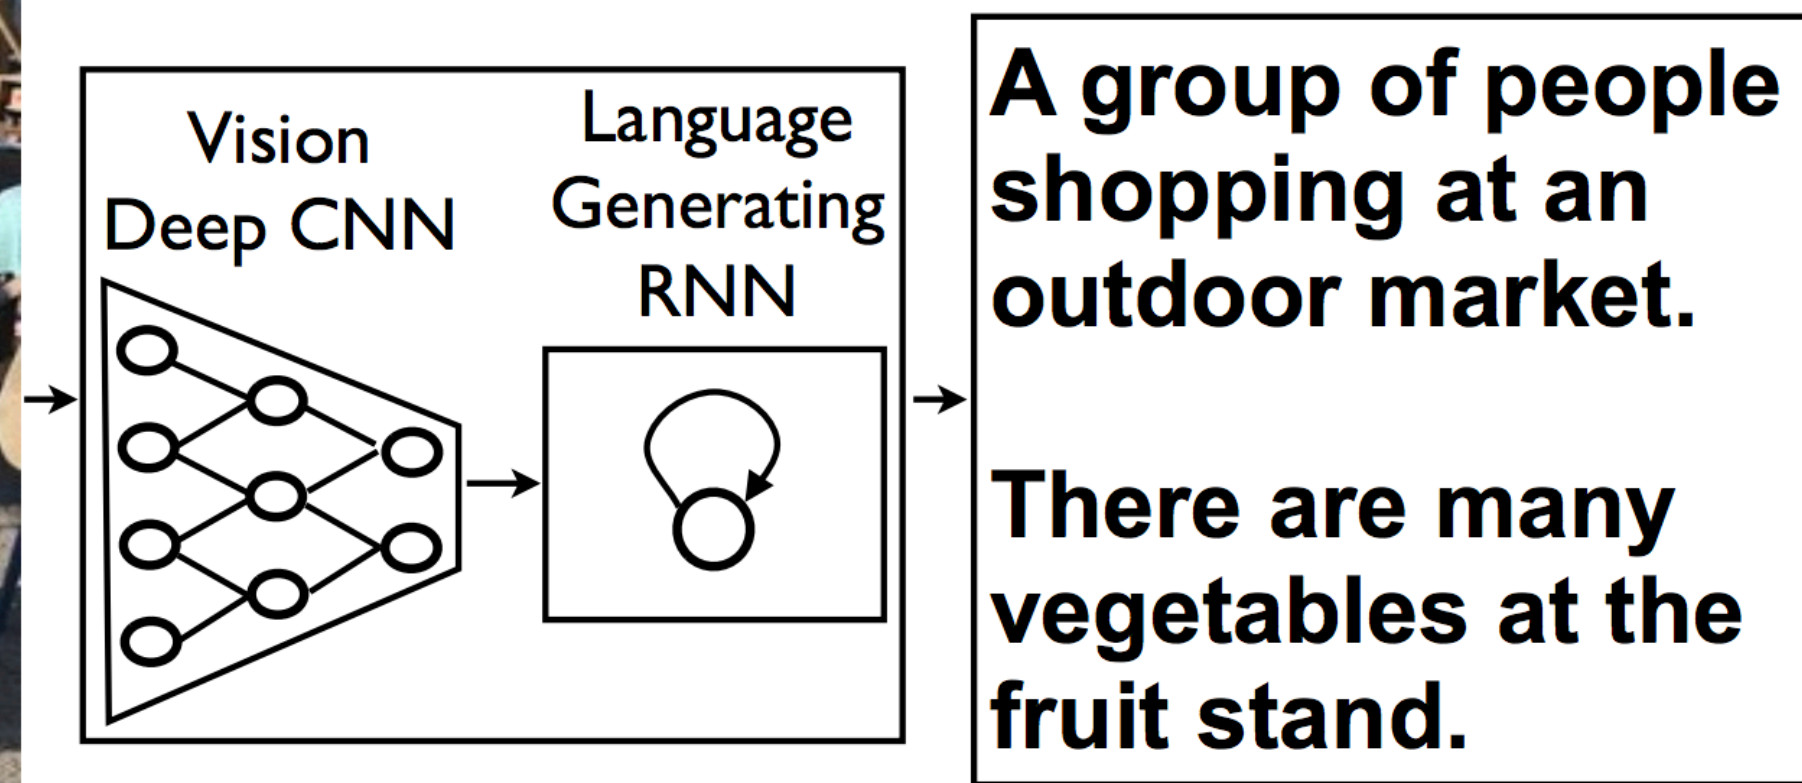 Vision
Deep CNN
Language
Generating
RNN
A group of people
shopping at an
outdoor market.
There are many
vegetables at the
fruit stand.